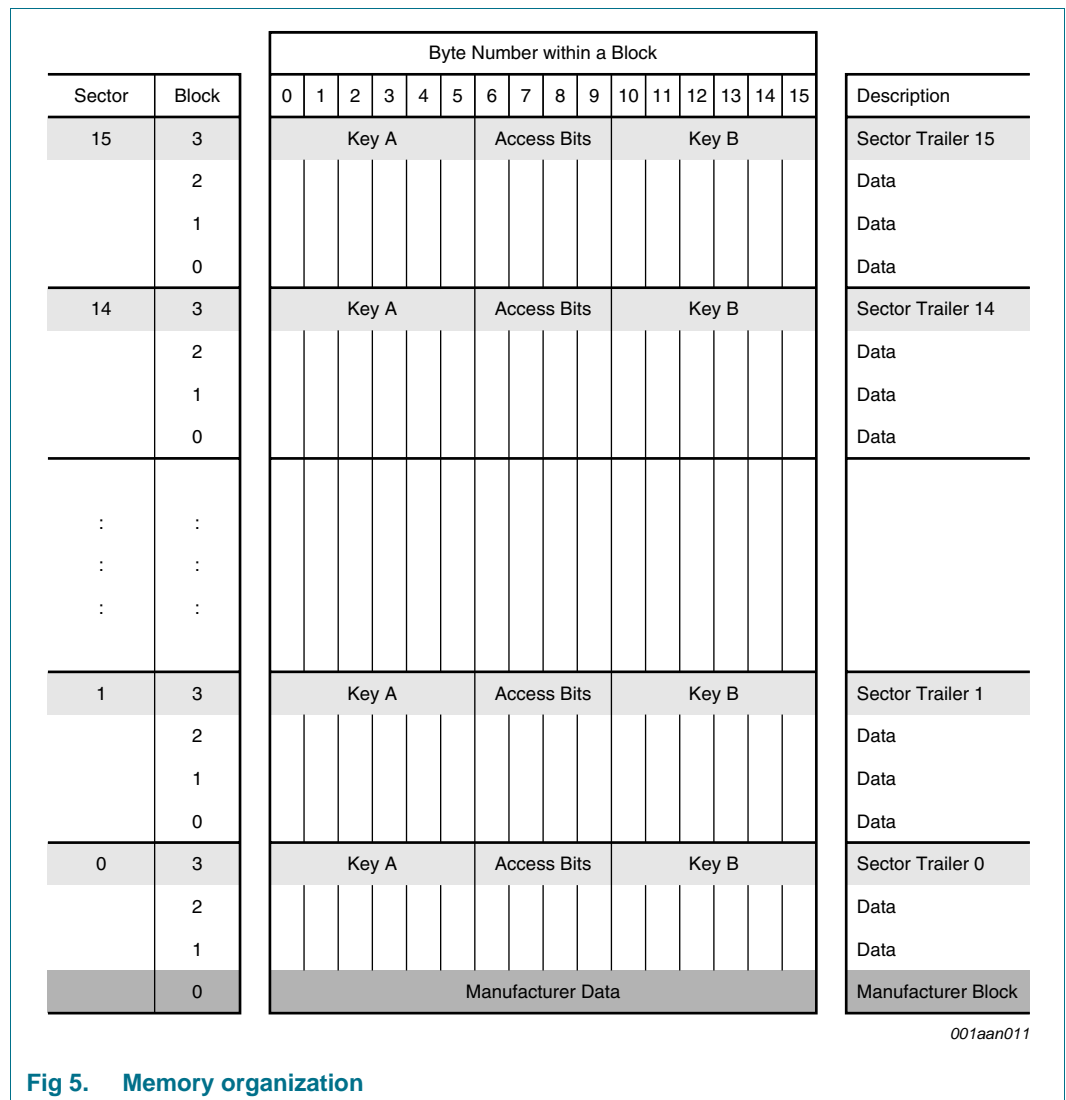 Byte Number within a Block
Sector Block 0 1 2 3 4 5 6 7 8 9 10 11 12 13 14 15 Description
15 3 Key A Access Bits Key B Sector Trailer 15
2 Data
1 Data
0 Data
14 3 Key A Access Bits Key B Sector Trailer 14
2 Data
1 Data
0 Data
: :
: :
: :
1 3 Key A Access Bits Key B Sector Trailer 1
2 Data
1 Data
0 Data
0 3 Key A Access Bits Key B Sector Trailer 0
2 Data
1 Data
0 Manufacturer Data Manufacturer Block
001aan011
Fig 5. Memory organization